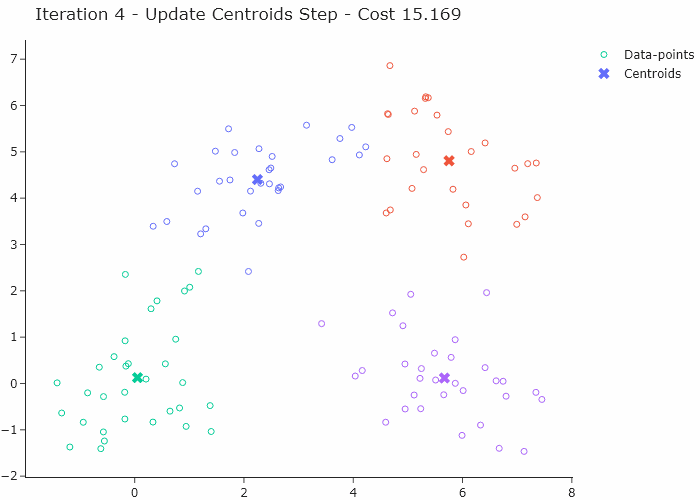 Iteration 4 - Update Centroids Step - Cost 15.169
Data-points
Centroids
7
6
5
4
3
2
1
0
−1
−2
0 2 4 6 8